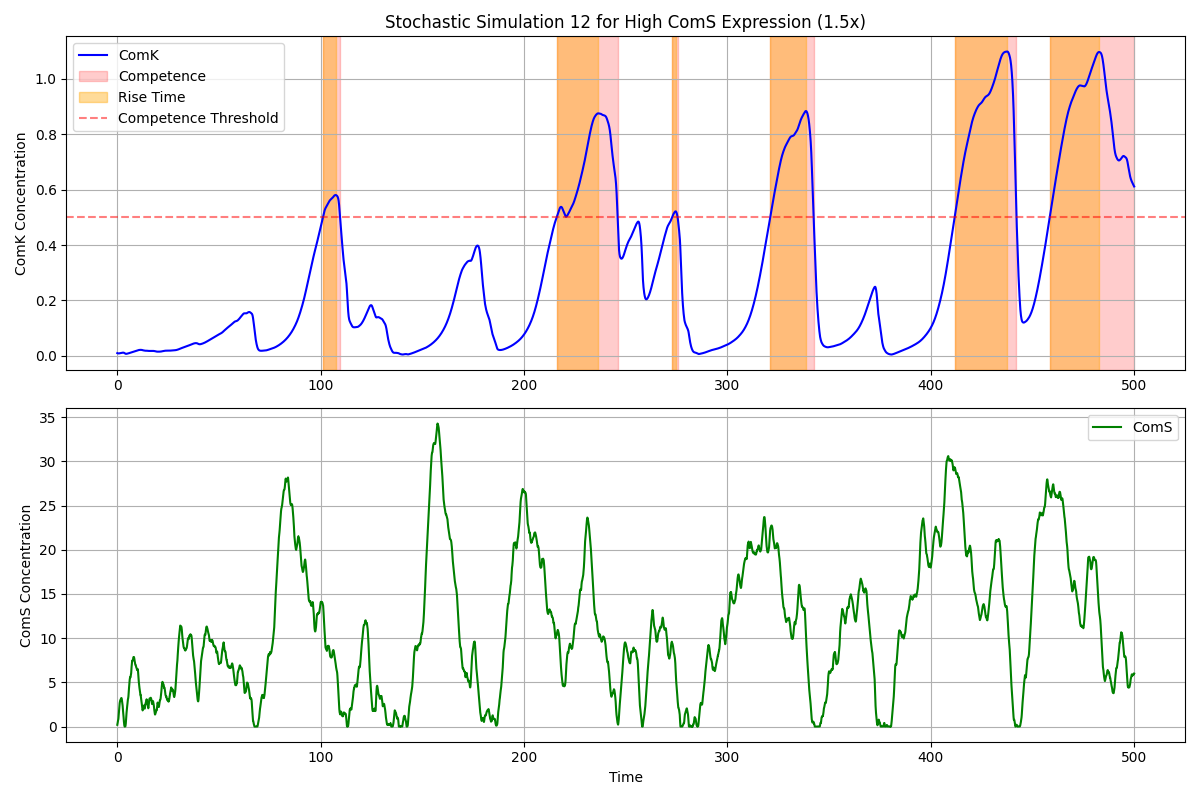 Stochastic Simulation 12 for High ComS Expression (1.5x)
ComK
Competence
Rise Time
Competence Threshold
ComK Concentration
1.0
0.8
0.6
0.4
0.2
0.0
0 100 200 300 400 500
ComS
ComS Concentration
35
30
25
20
15
10
5
0
0 100 200 300 400 500
Time